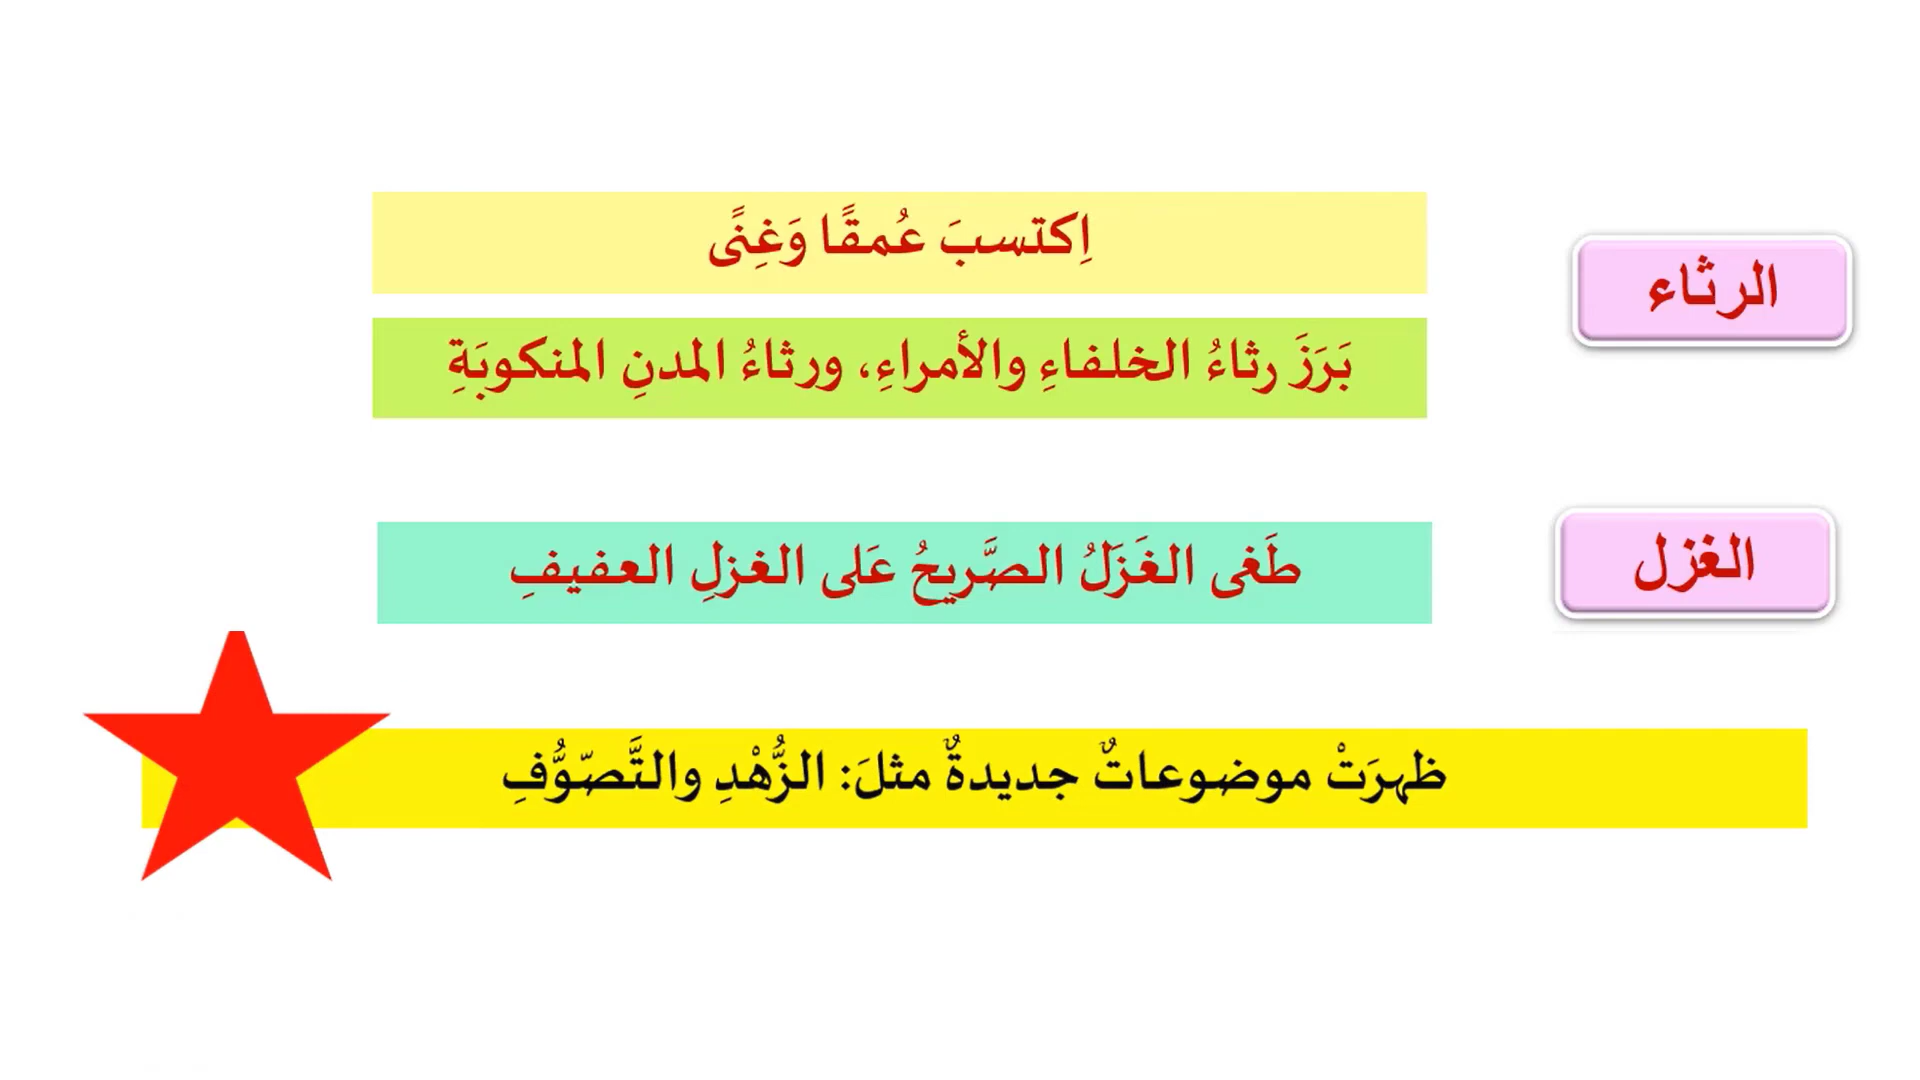 الرثاء
اِكتسبَ عُمقًا وَغِنًى
بَرَزَ رثاءُ الخلفاءِ والأمراءِ، ورثاءُ المدنِ المنكوبَةِ
الغزل
طَغى الغَزَلُ الصَّريحُ عَلى الغزلِ العفيفِ
ظهرَتْ موضوعاتٌ جديدةٌ مثلَ: الزُّهْدِ والتَّصّوُّفِ